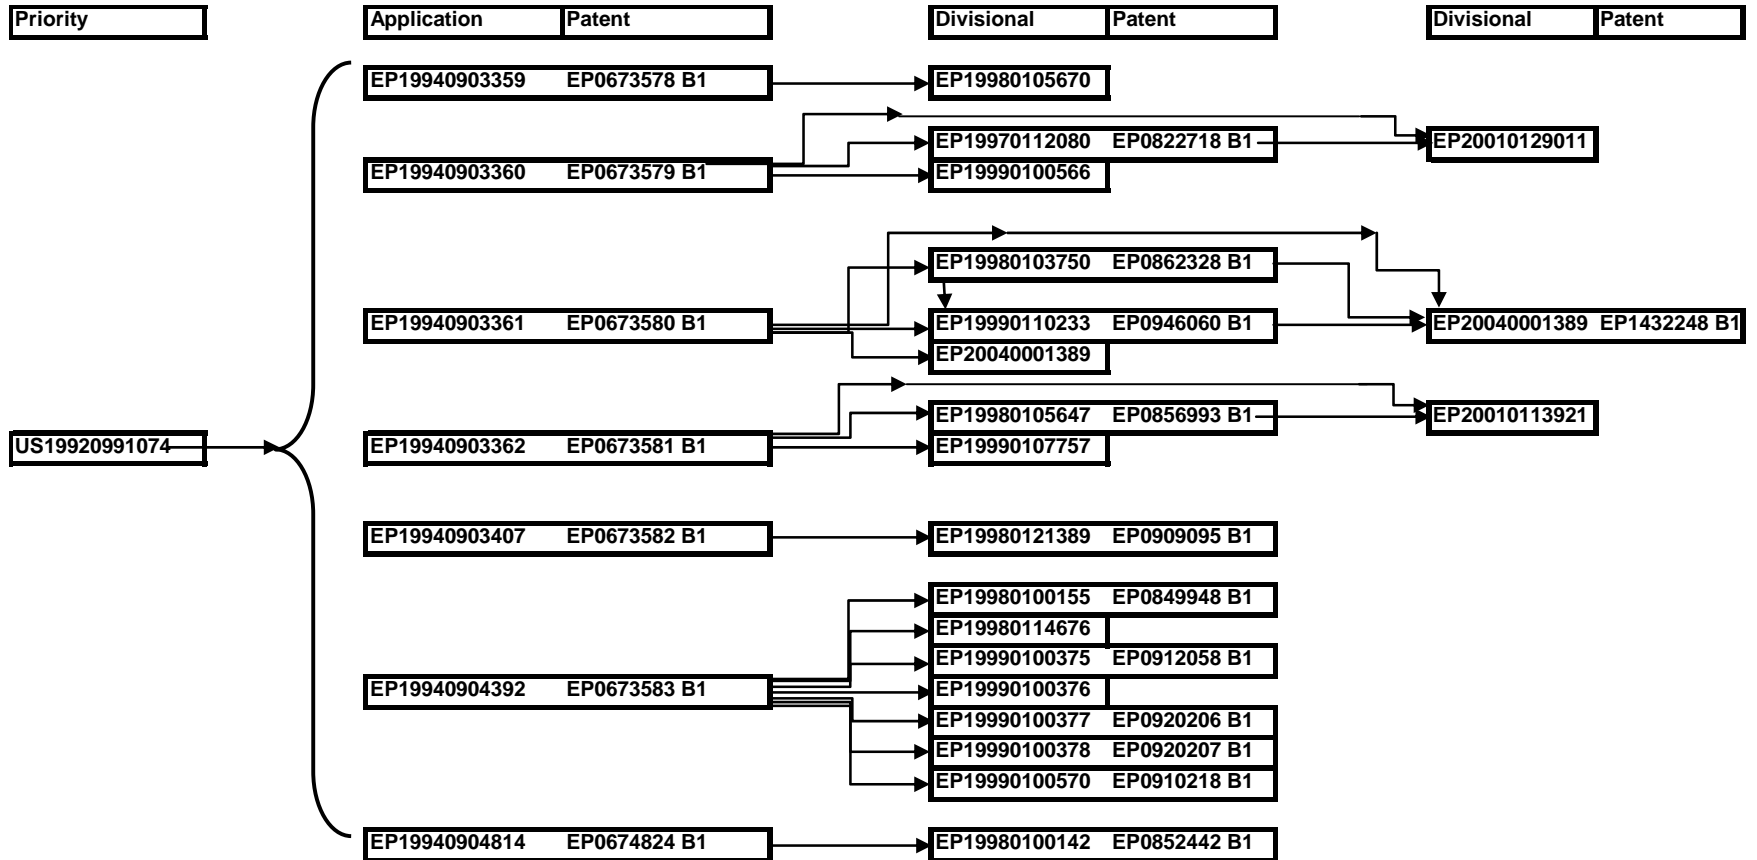 Priority Application Patent Divisional Patent Divisional Patent
EP19940903359 EP0673578 B1 EP19980105670
EP19970112080 EP0822718 B1 EP20010129011
EP19940903360 EP0673579 B1 EP19990100566
EP19980103750 EP0862328 B1
EP19940903361 EP0673580 B1 EP19990110233 EP0946060 B1 EP20040001389 EP1432248 B1
EP20040001389
EP19980105647 EP0856993 B1 EP20010113921
US19920991074 EP19940903362 EP0673581 B1 EP19990107757
EP19940903407 EP0673582 B1 EP19980121389 EP0909095 B1
EP19980100155 EP0849948 B1
EP19980114676
EP19990100375 EP0912058 B1
EP19940904392 EP0673583 B1 EP19990100376
EP19990100377 EP0920206 B1
EP19990100378 EP0920207 B1
EP19990100570 EP0910218 B1
EP19940904814 EP0674824 B1 EP19980100142 EP0852442 B1